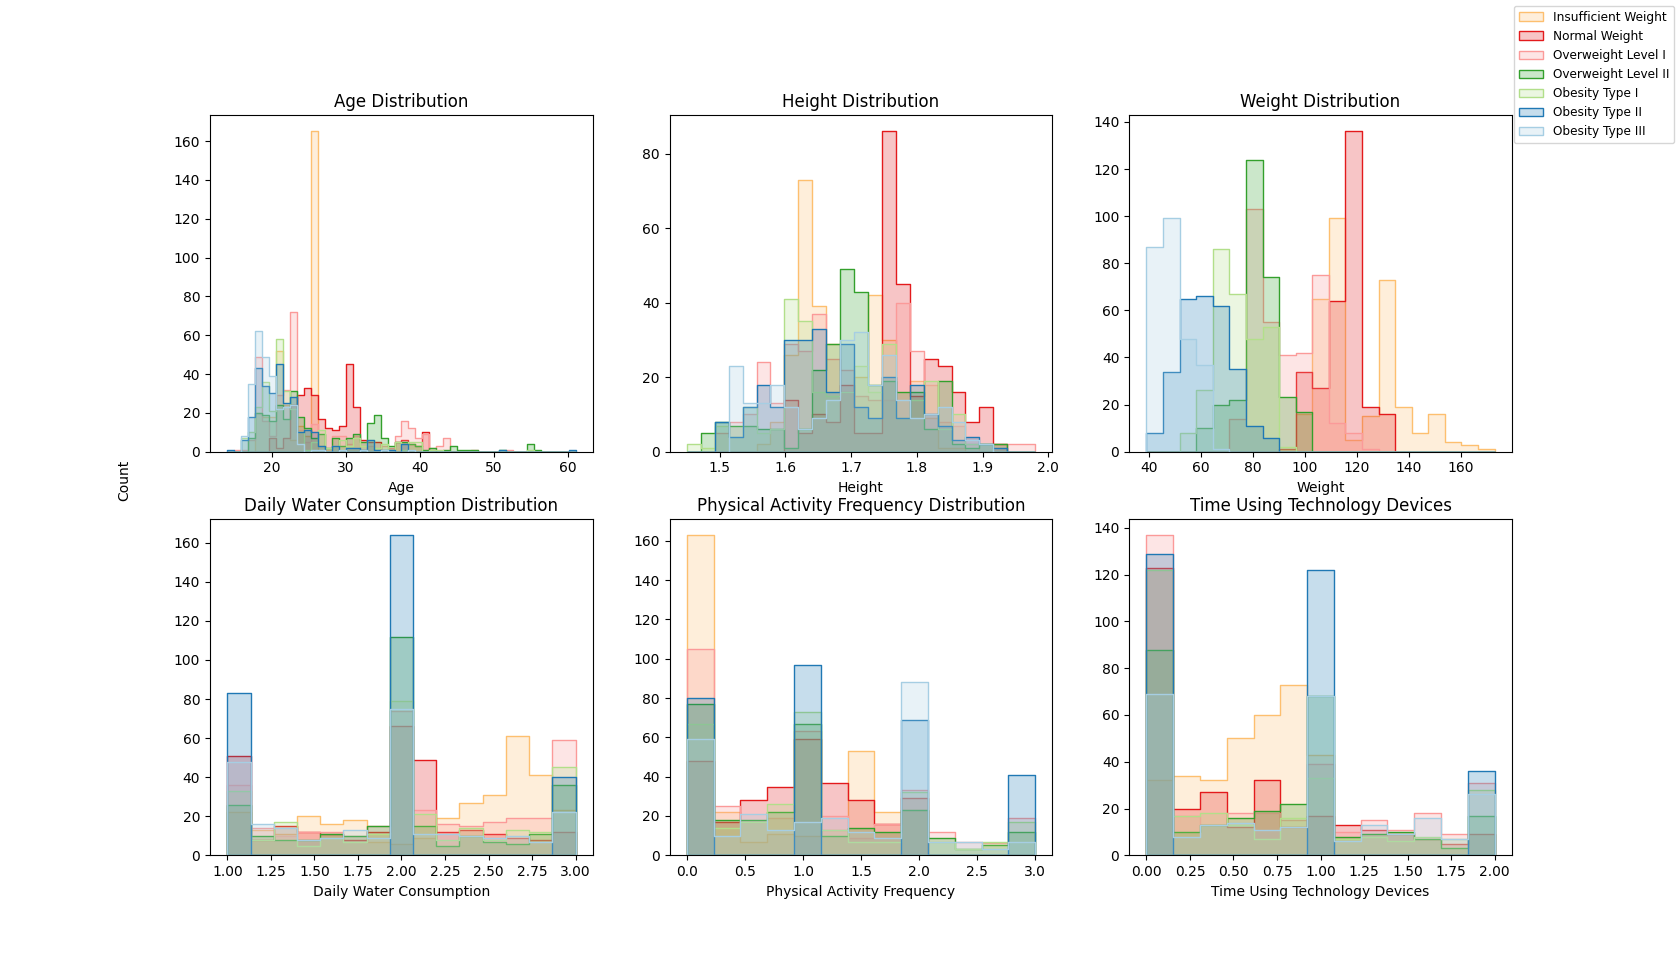 Insufficient Weight
Normal Weight
Overweight Level I
Overweight Level II
Obesity Type I
Obesity Type II
Obesity Type III
Age Distribution
160
140
120
100
80
60
40
20
0
20 30 40 50 60
Age
Height Distribution
80
60
40
20
0
1.5 1.6 1.7 1.8 1.9 2.0
Height
Weight Distribution
140
120
100
80
60
40
20
0
40 60 80 100 120 140 160
Weight
Count
Daily Water Consumption Distribution
160
140
120
100
80
60
40
20
0
1.00 1.25 1.50 1.75 2.00 2.25 2.50 2.75 3.00
Daily Water Consumption
Physical Activity Frequency Distribution
160
140
120
100
80
60
40
20
0
0.0 0.5 1.0 1.5 2.0 2.5 3.0
Physical Activity Frequency
Time Using Technology Devices
140
120
100
80
60
40
20
0
0.00 0.25 0.50 0.75 1.00 1.25 1.50 1.75 2.00
Time Using Technology Devices